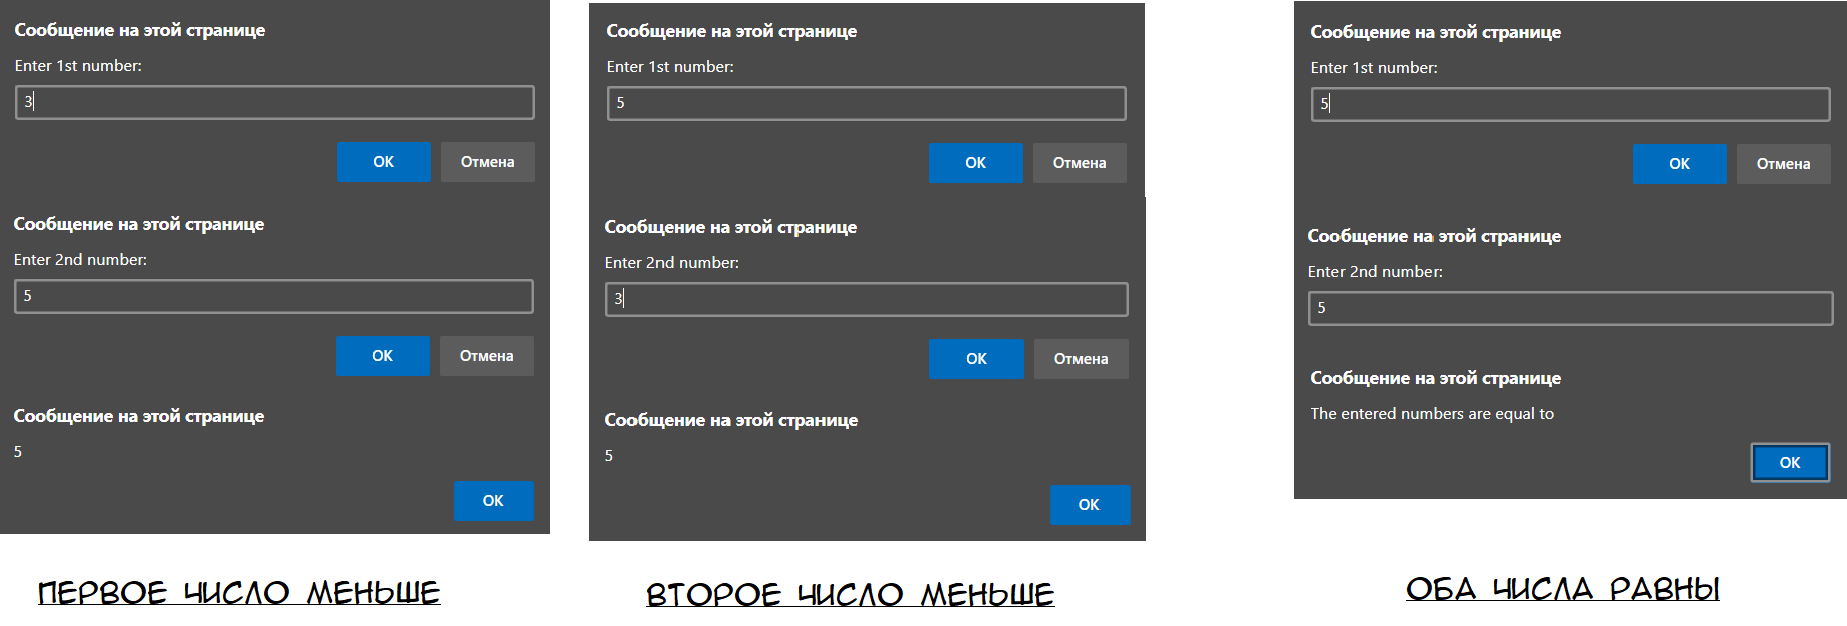 Сообщение на этой странице
Enter 1st number:
3
OK Отмена
Сообщение на этой странице
Enter 2nd number:
5
OK Отмена
Сообщение на этой странице
5
OK
ПЕРВОЕ ЧИСЛО МЕНЬШЕ
Сообщение на этой странице
Enter 1st number:
5
OK Отмена
Сообщение на этой странице
Enter 2nd number:
3
OK Отмена
Сообщение на этой странице
5
OK
ВТОРОЕ ЧИСЛО МЕНЬШЕ
Сообщение на этой странице
Enter 1st number:
5
OK Отмена
Сообщение на этой странице
Enter 2nd number:
5
Сообщение на этой странице
The entered numbers are equal to
OK
ОБА ЧИСЛА РАВНЫ